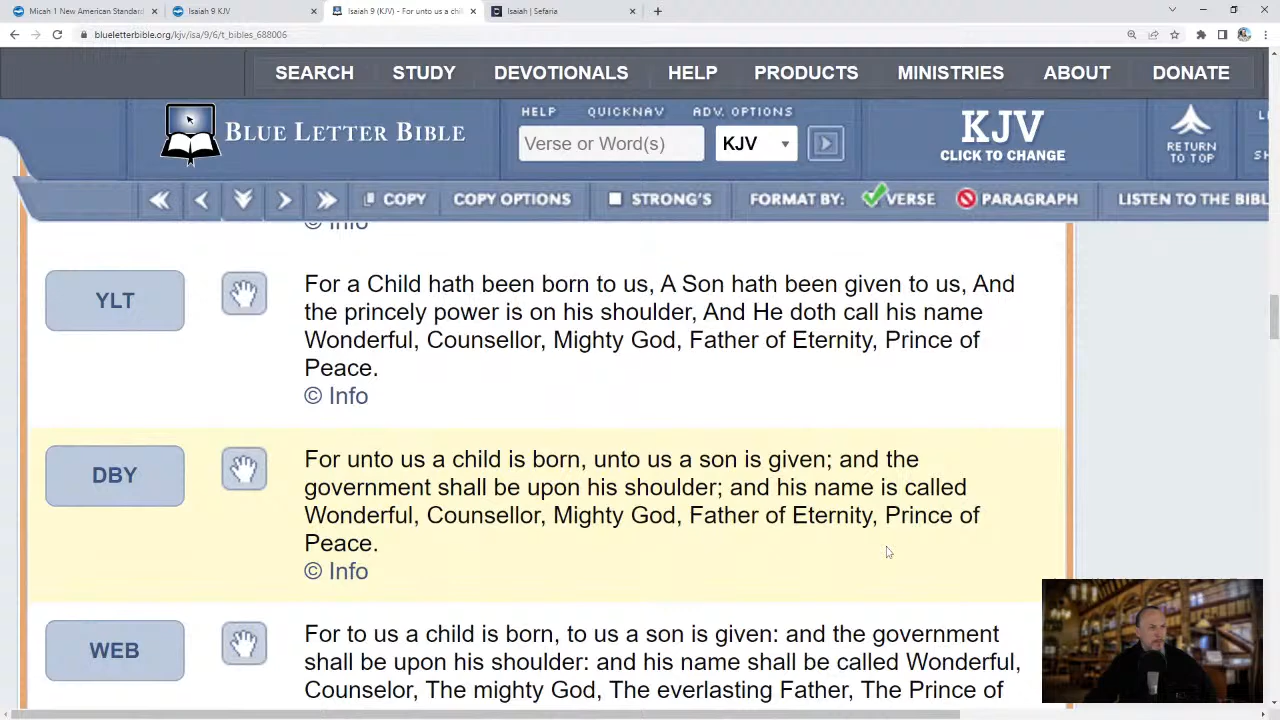 Micah 1 New American Standard
Isaiah 9 KJV
Isaiah 9 (KJV) - For unto us a chil
Isaiah | Sefaria
blueletterbible.org/kjv/isa/9/6/t_bibles_688006
SEARCH STUDY DEVOTIONALS HELP PRODUCTS MINISTRIES ABOUT DONATE
HELP QUICKNAV ADV. OPTIONS
BLUE LETTER BIBLE
Verse or Word(s)
KJV
KJV
CLICK TO CHANGE
RETURN
TO TOP
COPY COPY OPTIONS STRONG'S FORMAT BY: VERSE PARAGRAPH LISTEN TO THE BIBL
© Info
YLT
For a Child hath been born to us, A Son hath been given to us, And
the princely power is on his shoulder, And He doth call his name
Wonderful, Counsellor, Mighty God, Father of Eternity, Prince of
Peace.
© Info
DBY
For unto us a child is born, unto us a son is given; and the
government shall be upon his shoulder; and his name is called
Wonderful, Counsellor, Mighty God, Father of Eternity, Prince of
Peace.
© Info
WEB
For to us a child is born, to us a son is given: and the government
shall be upon his shoulder: and his name shall be called Wonderful,
Counselor, The mighty God, The everlasting Father, The Prince of